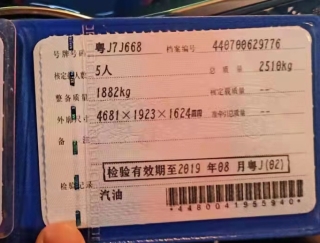 号牌号码 粤J7J668 档案编号 440700629776
核定载人数 5人 总质量 2510kg
整备质量 1882kg 核定载质量 --
外廓尺寸 4681×1923×1624mm 准牵引总质量 --
备注
检验有效期至2019年08月粤J(02)
检验记录
汽油